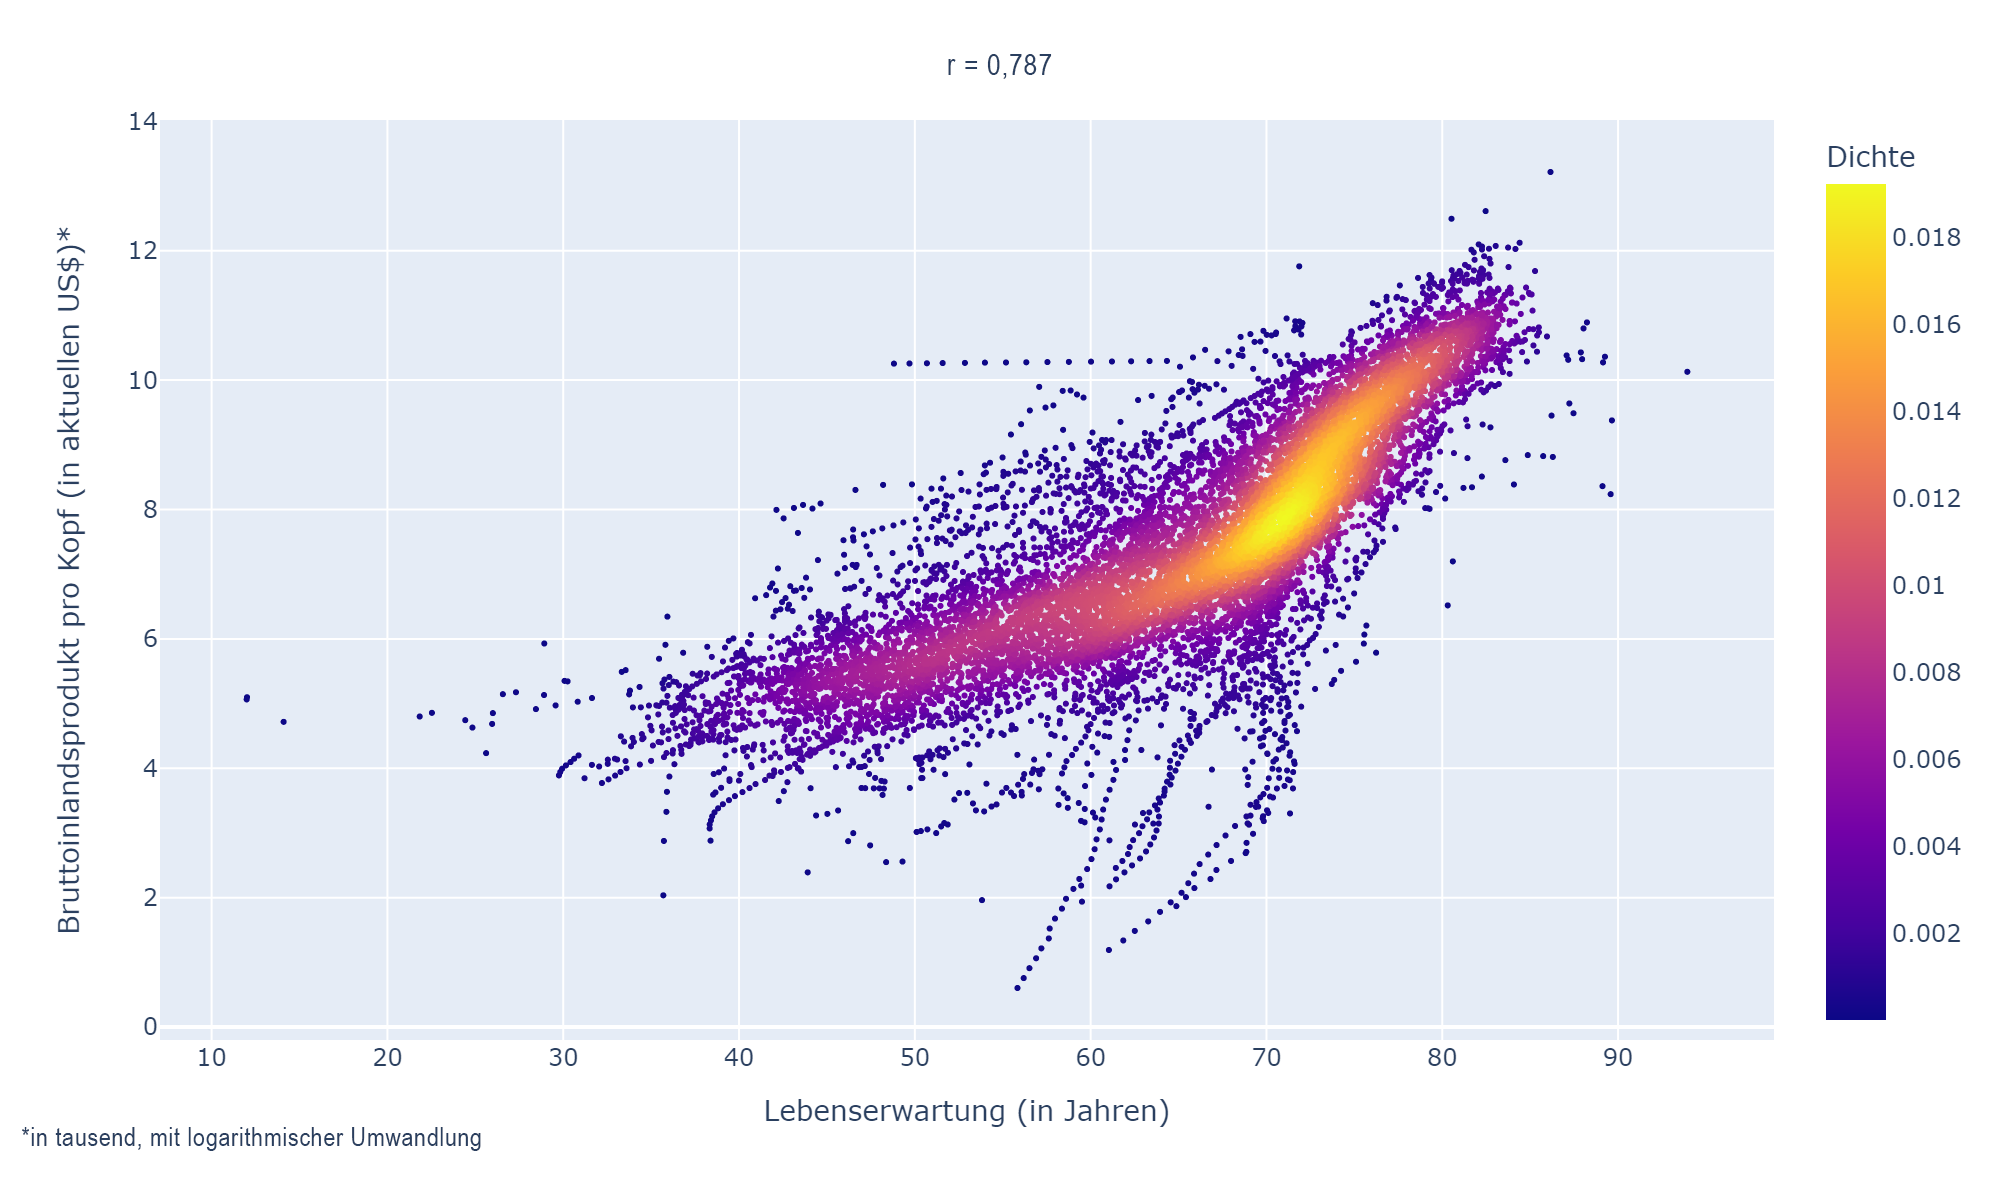 r = 0,787
Bruttoinlandsprodukt pro Kopf (in aktuellen US$)*
14
12
10
8
6
4
2
0
10 20 30 40 50 60 70 80 90
Lebenserwartung (in Jahren)
Dichte
0.018
0.016
0.014
0.012
0.01
0.008
0.006
0.004
0.002
*in tausend, mit logarithmischer Umwandlung